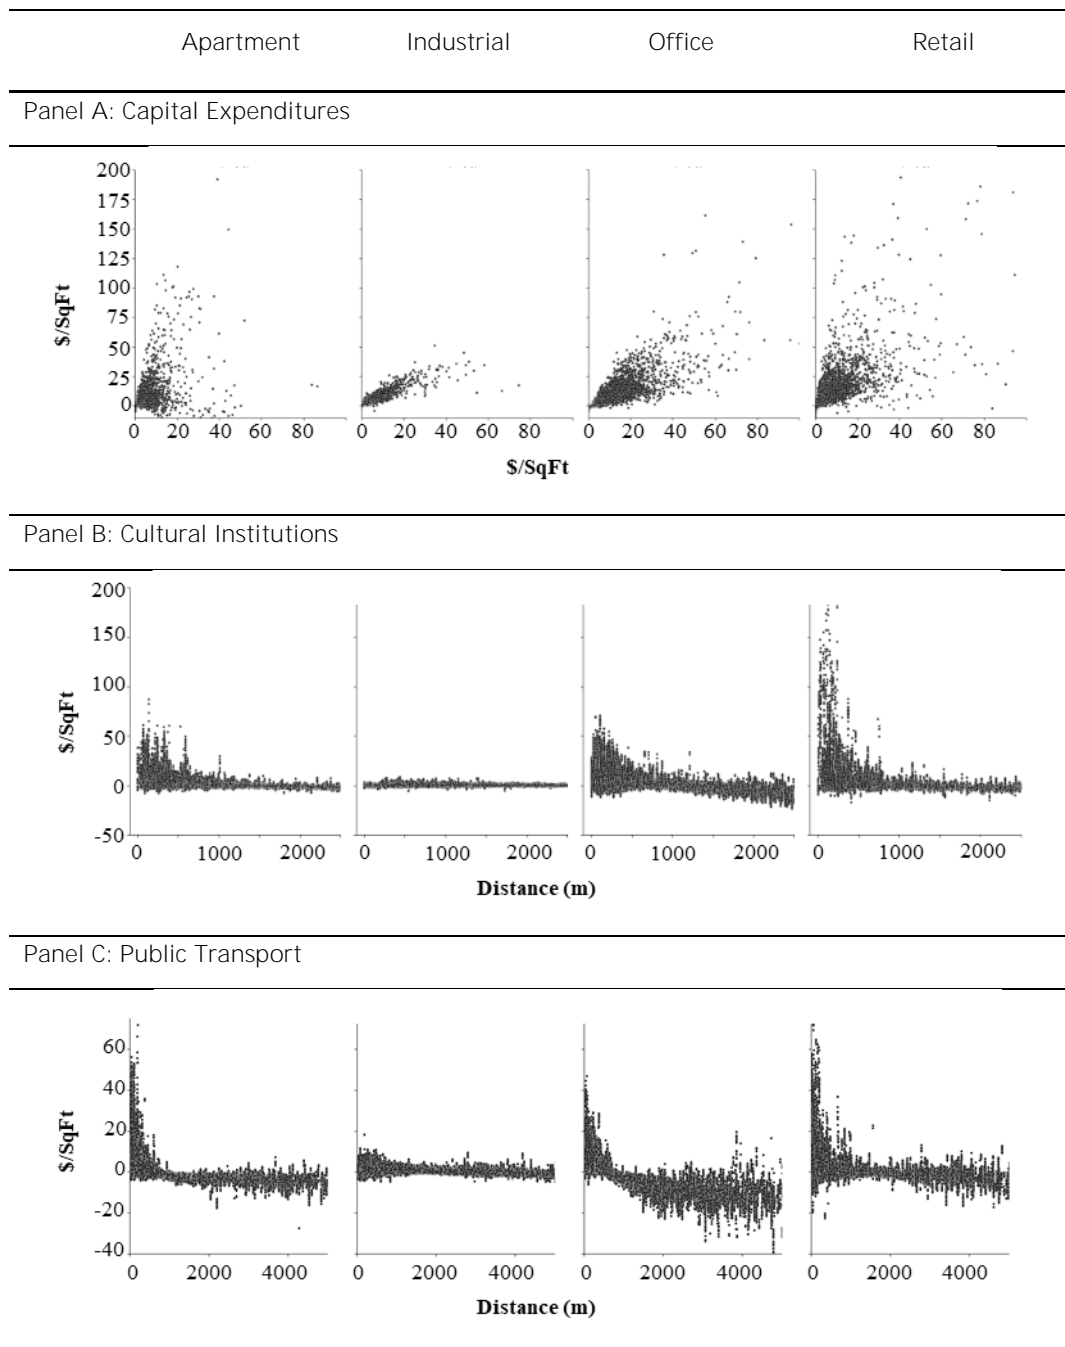 Apartment Industrial Office Retail
Panel A: Capital Expenditures
200
175
150
125
100
75
50
25
0
$/SqFt
0 20 40 60 80 0 20 40 60 80 0 20 40 60 80 0 20 40 60 80
$/SqFt
Panel B: Cultural Institutions
200
150
100
50
0
-50
$/SqFt
0 1000 2000 0 1000 2000 0 1000 2000 0 1000 2000
Distance (m)
Panel C: Public Transport
60
40
20
0
-20
-40
$/SqFt
0 2000 4000 0 2000 4000 0 2000 4000 0 2000 4000
Distance (m)